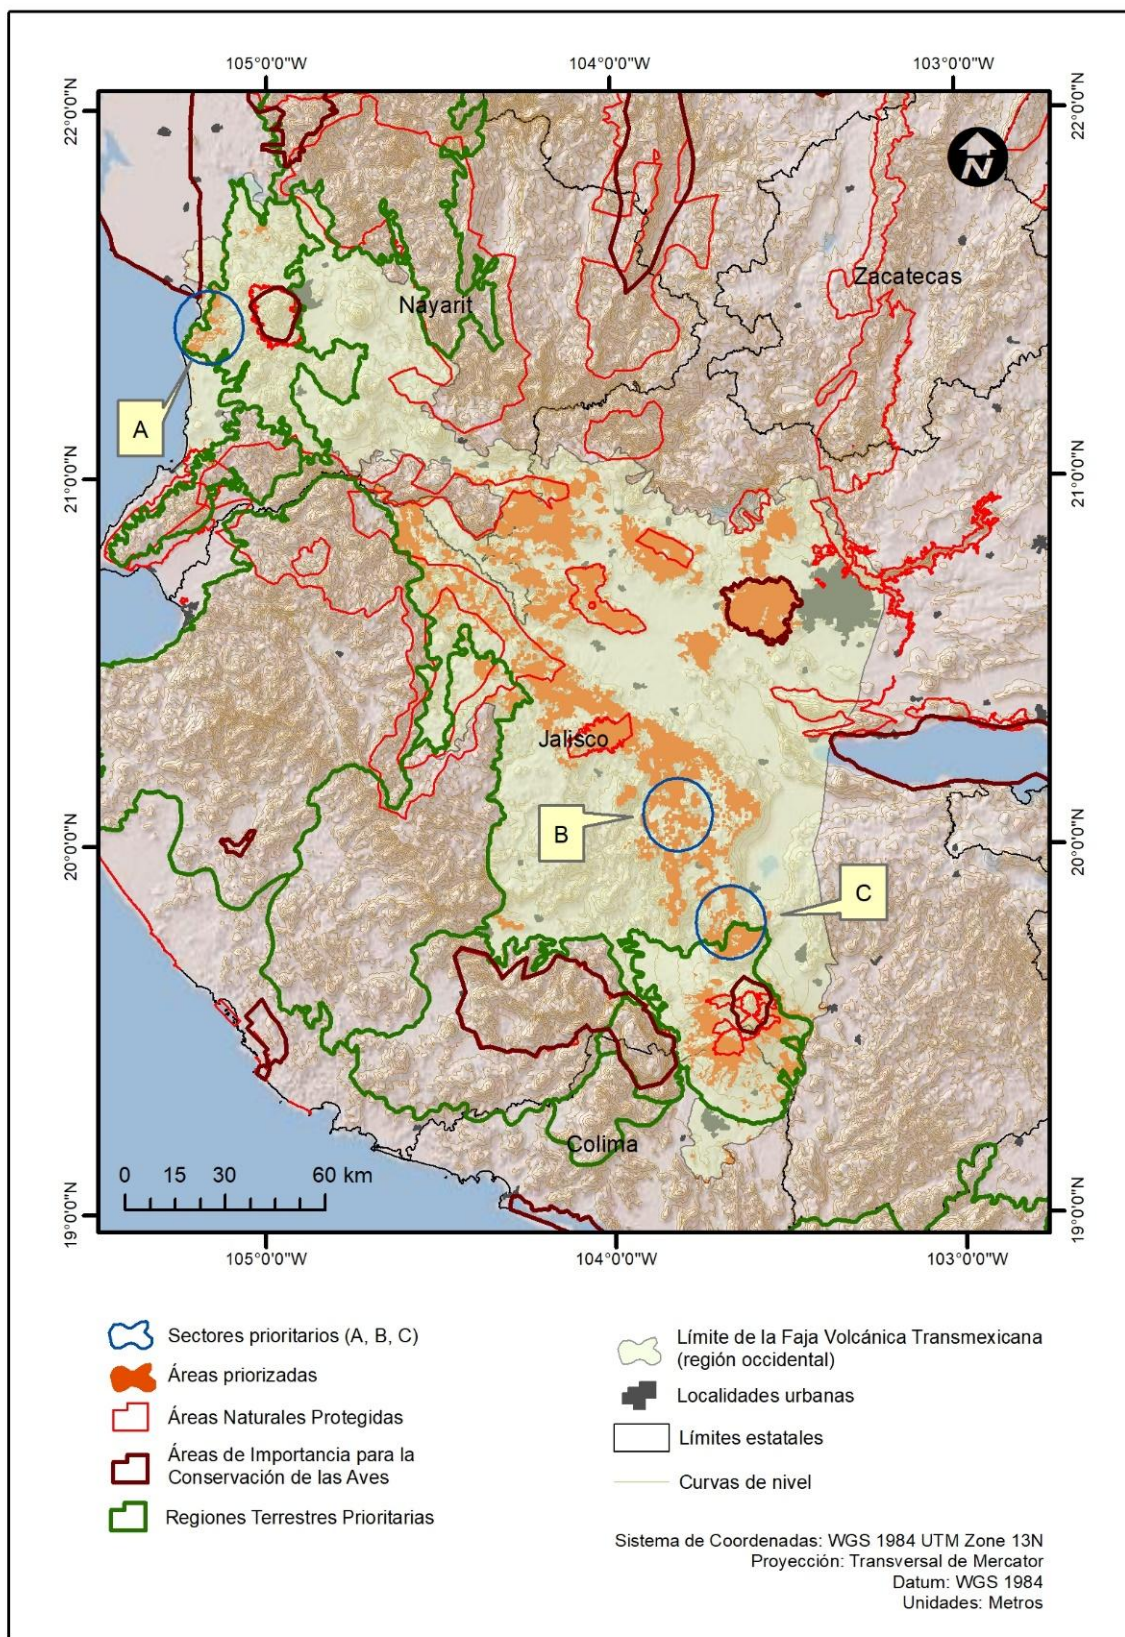 105°0'0"W
104°0'0"W
103°0'0"W
22°0'0"N
22°0'0"N
N
Zacatecas
Nayarit
A
21°0'0"N
21°0'0"N
Jalisco
B
20°0'0"N
20°0'0"N
C
Colima
0 15 30 60 km
19°0'0"N
19°0'0"N
105°0'0"W
104°0'0"W
103°0'0"W
Sectores prioritarios (A, B, C)
Áreas priorizadas
Áreas Naturales Protegidas
Áreas de Importancia para la
Conservación de las Aves
Regiones Terrestres Prioritarias
Límite de la Faja Volcánica Transmexicana
(región occidental)
Localidades urbanas
Límites estatales
Curvas de nivel
Sistema de Coordenadas: WGS 1984 UTM Zone 13N
Proyección: Transversal de Mercator
Datum: WGS 1984
Unidades: Metros